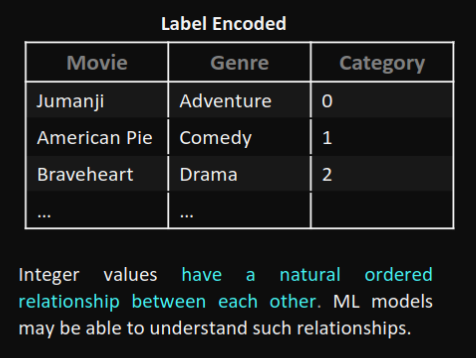 Label Encoded
Movie Genre Category
Jumanji Adventure 0
American Pie Comedy 1
Braveheart Drama 2
... ...
Integer values have a natural ordered
relationship between each other. ML models
may be able to understand such relationships.